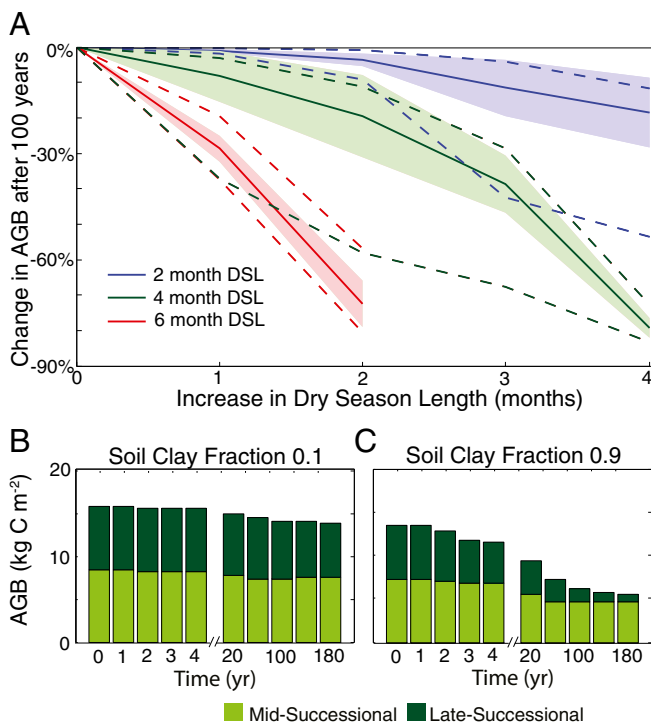 A
Change in AGB after 100 years
0%
-30%
-60%
-90%
2 month DSL
4 month DSL
6 month DSL
0 1 2 3 4
Increase in Dry Season Length (months)
B
Soil Clay Fraction 0.1
C
Soil Clay Fraction 0.9
AGB (kg C m⁻²)
20
10
0
0 1 2 3 4 20 100 180
Time (yr)
0 1 2 3 4 20 100 180
Time (yr)
Mid-Successional
Late-Successional